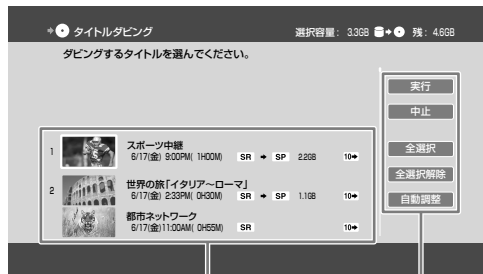 タイトルダビング 選択容量： 3.3GB 残：4.6GB
ダビングするタイトルを選んでください。
実行
中止
全選択
全選択解除
自動調整
1 スポーツ中継
6/17(金) 9:00PM( 1H00M) SR SP 2.2GB 10
2 世界の旅「イタリア～ローマ」
6/17(金) 2:33PM( 0H30M) SR SP 1.1GB 10
都市ネットワーク
6/17(金)11:00AM( 0H55M) SR 10